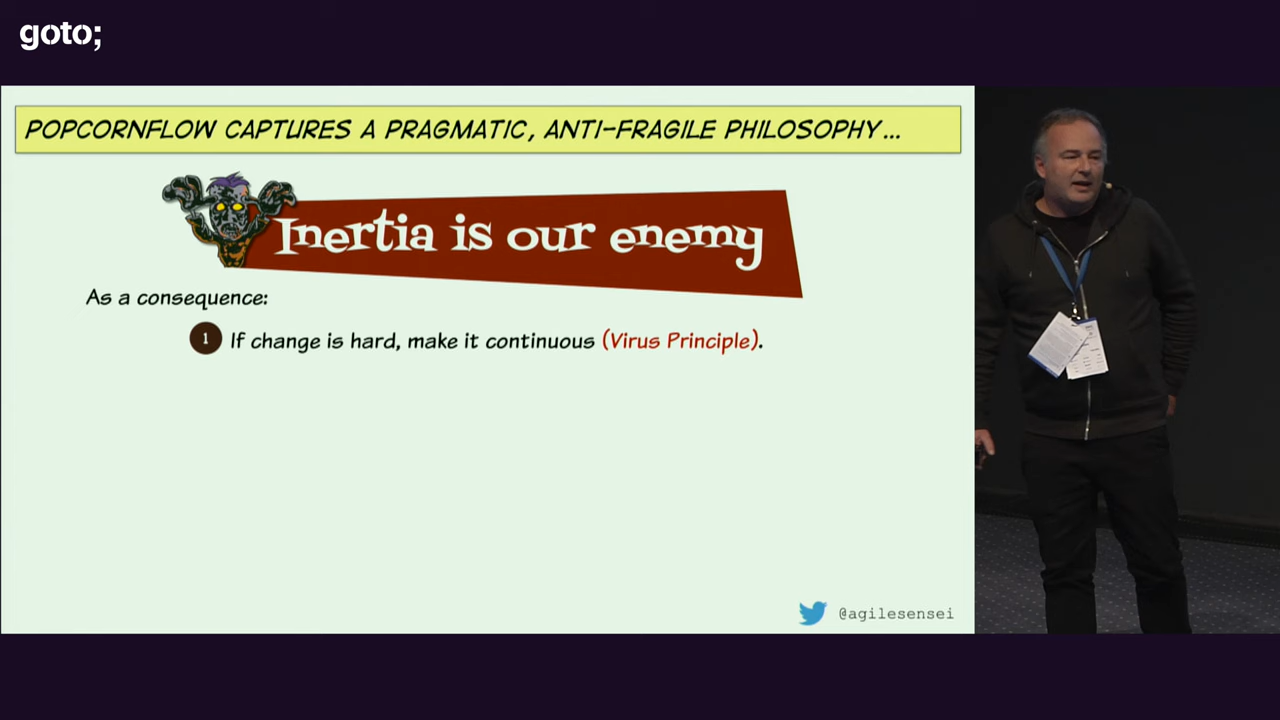 goto;
POPCORNFLOW CAPTURES A PRAGMATIC, ANTI-FRAGILE PHILOSOPHY...
Inertia is our enemy
As a consequence:
1 If change is hard, make it continuous (Virus Principle).
@agilesensei